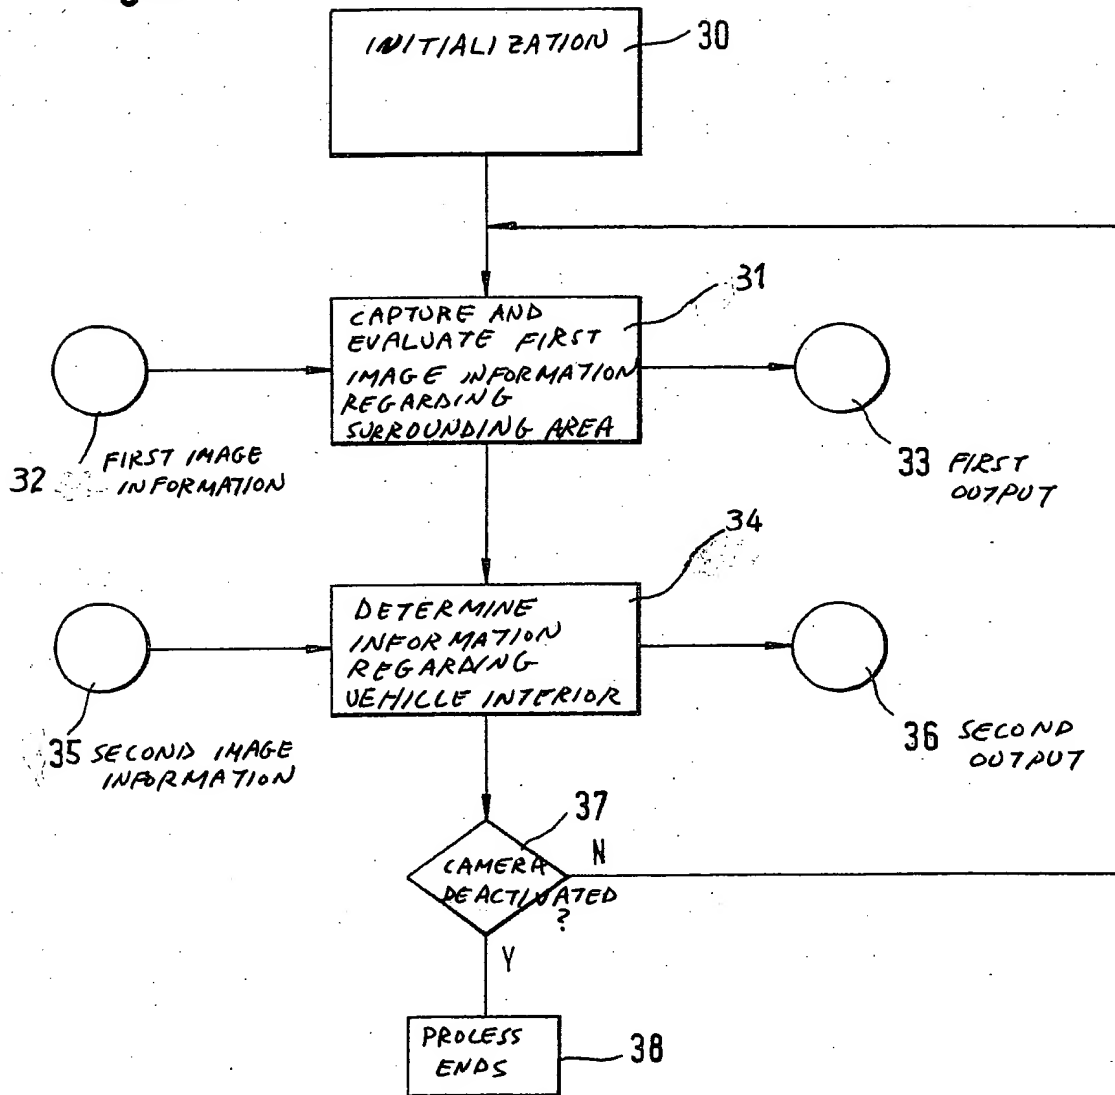 INITIALIZATION
30
31
CAPTURE AND
EVALUATE FIRST
IMAGE INFORMATION
REGARDING
SURROUNDING AREA
32
FIRST IMAGE
INFORMATION
33 FIRST
OUTPUT
34
DETERMINE
INFORMATION
REGARDING
VEHICLE INTERIOR
35 SECOND IMAGE
INFORMATION
36 SECOND
OUTPUT
37
CAMERA
DEACTIVATED
?
N
Y
PROCESS
ENDS
38